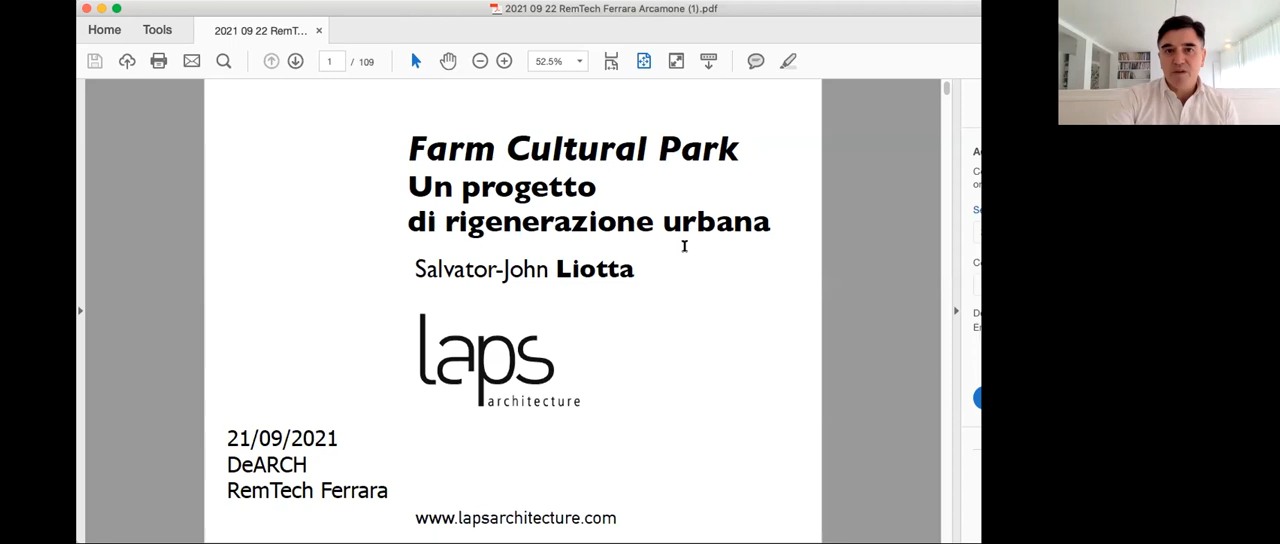 2021 09 22 RemTech Ferrara Arcamone (1).pdf
Home
Tools
2021 09 22 RemT...
1
/ 109
52.5%
Farm Cultural Park
Un progetto
di rigenerazione urbana
Salvator-John Liotta
laps
architecture
21/09/2021
DeARCH
RemTech Ferrara
www.lapsarchitecture.com